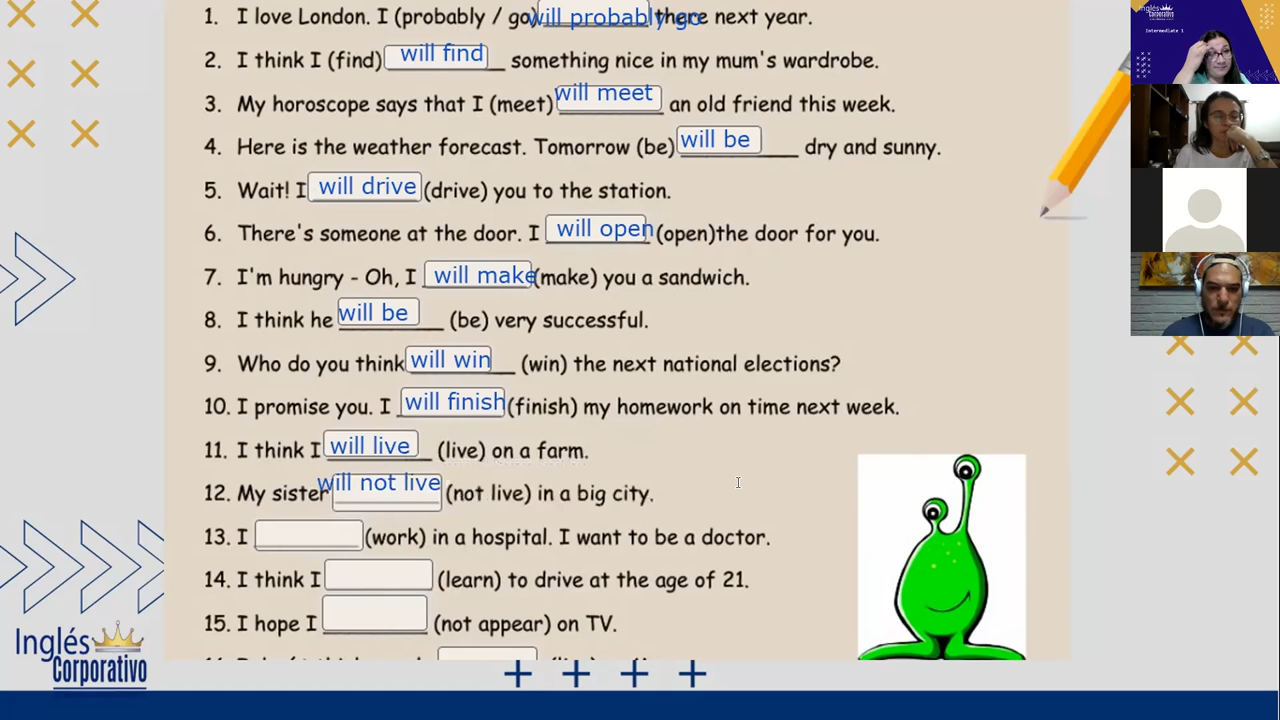 1. I love London. I (probably / go) will probably go there next year.
2. I think I (find) will find something nice in my mum's wardrobe.
3. My horoscope says that I (meet) will meet an old friend this week.
4. Here is the weather forecast. Tomorrow (be) will be dry and sunny.
5. Wait! I will drive (drive) you to the station.
6. There's someone at the door. I will open (open)the door for you.
7. I'm hungry - Oh, I will make (make) you a sandwich.
8. I think he will be (be) very successful.
9. Who do you think will win (win) the next national elections?
10. I promise you. I will finish (finish) my homework on time next week.
11. I think I will live (live) on a farm.
12. My sister will not live (not live) in a big city.
13. I (work) in a hospital. I want to be a doctor.
14. I think I (learn) to drive at the age of 21.
15. I hope I (not appear) on TV.
Inglés
Corporativo
Inglés
Corporativo
Intermediate 1